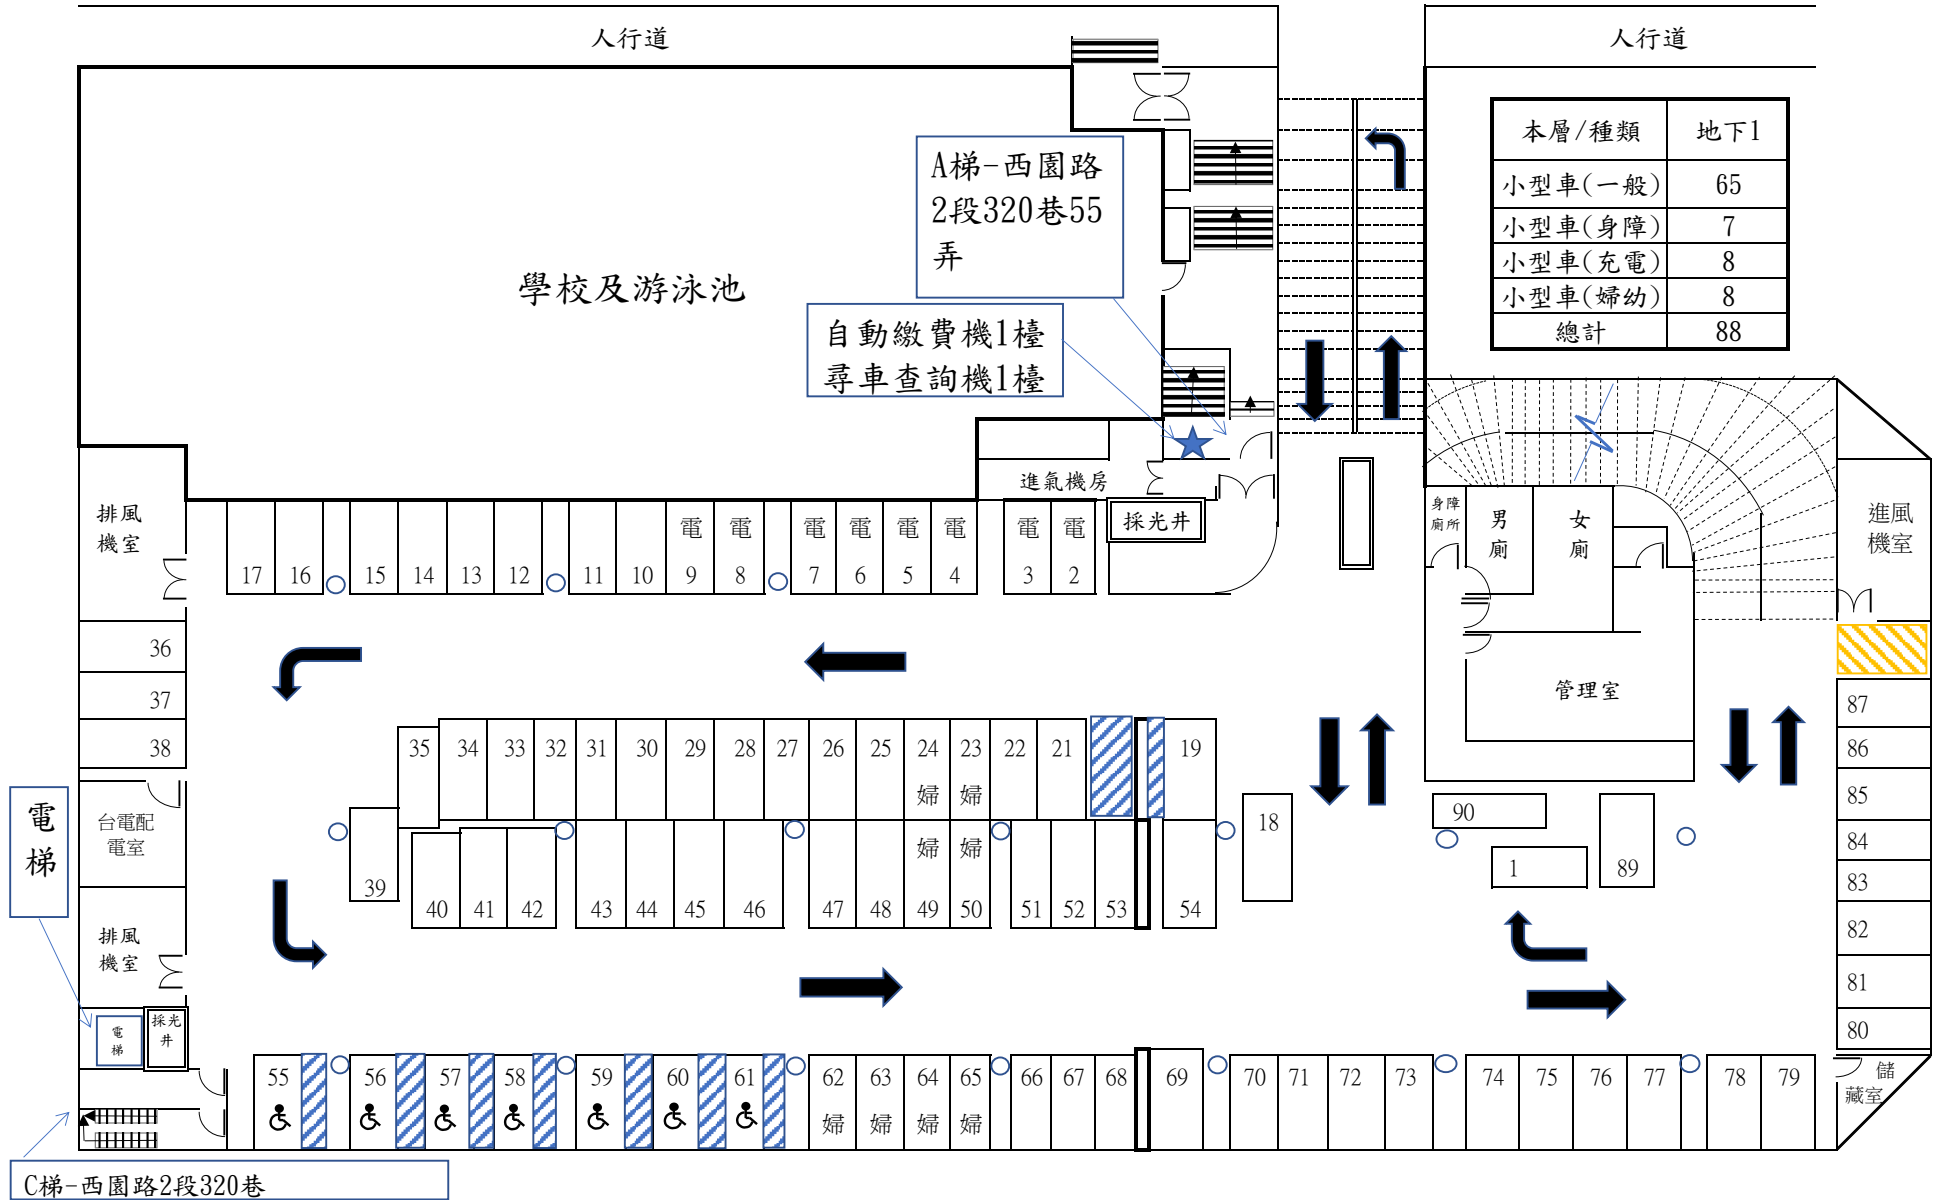 人行道
人行道
本層/種類 地下1
小型車(一般) 65
小型車(身障) 7
小型車(充電) 8
小型車(婦幼) 8
總計 88
A梯-西園路
2段320巷55
弄
學校及游泳池
自動繳費機1檯
尋車查詢機1檯
進氣機房
採光井
排風
機室
身障
廁所
男
廁
女
廁
進風
機室
電 電 電 電 電 電 電 電
17 16 15 14 13 12 11 10 9 8 7 6 5 4 3 2
36
37
38
管理室
87
86
85
84
83
82
81
80
35 34 33 32 31 30 29 28 27 26 25 24 23 22 21 19
婦 婦
18
90
1
89
電
梯
台電配
電室
婦 婦
39
40 41 42 43 44 45 46 47 48 49 50 51 52 53 54
排風
機室
電
梯
採光
井
55 56 57 58 59 60 61 62 63 64 65 66 67 68 69 70 71 72 73 74 75 76 77 78 79
婦 婦 婦 婦
儲
藏室
C梯-西園路2段320巷